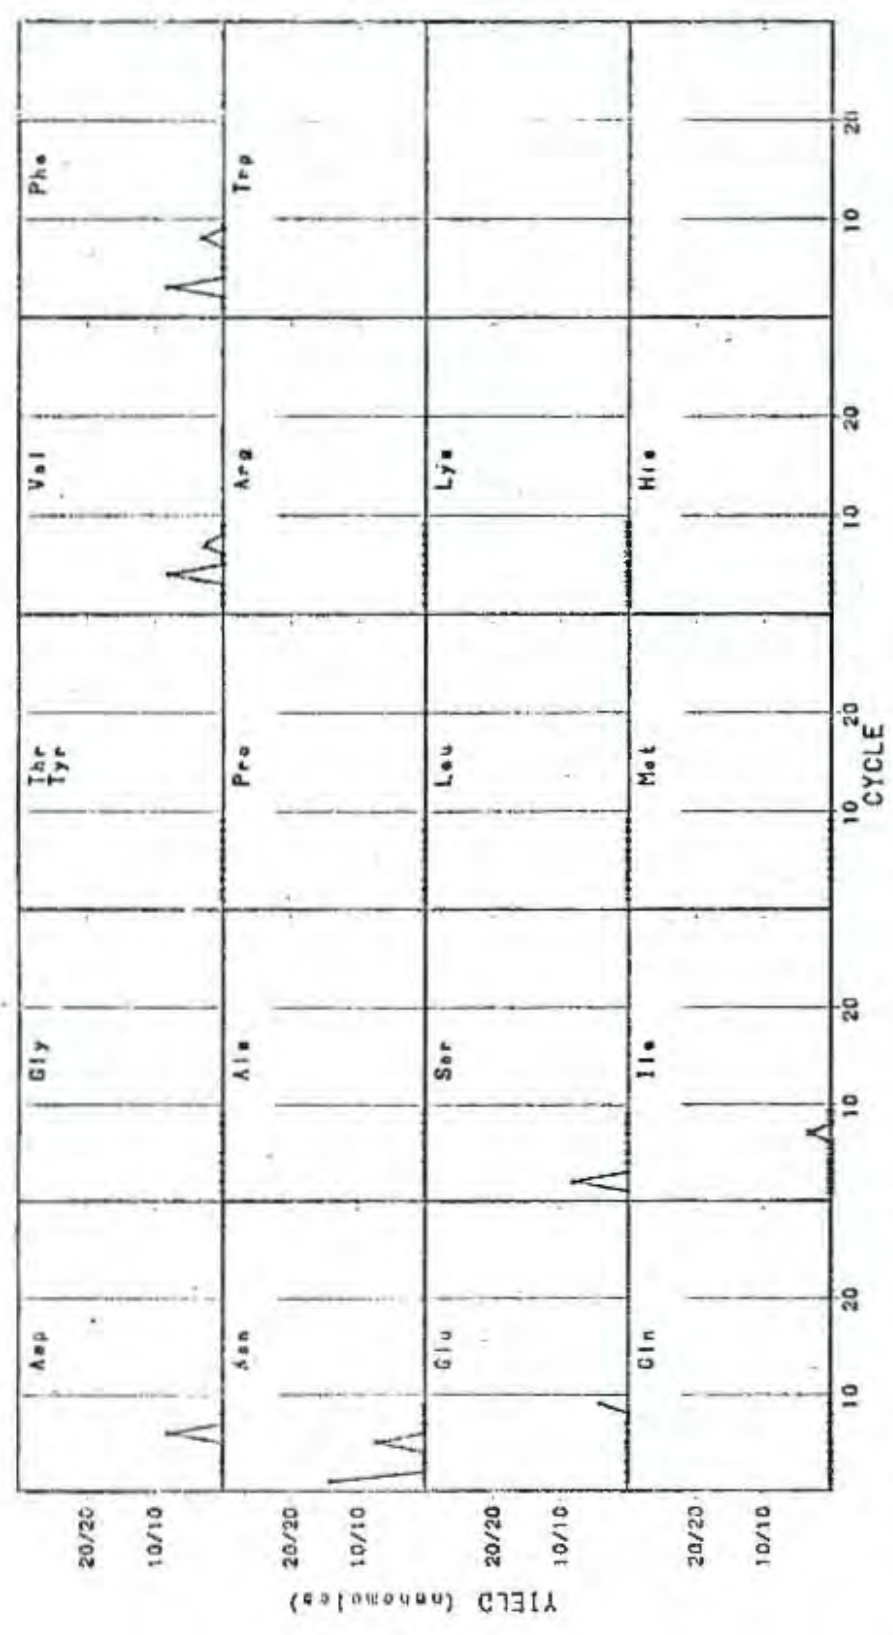 Asp Gly Thr Val Phe
Tyr
20/20
10/10
Asn Ala Pro Arg Trp
20/20
10/10
Glu Ser Leu Lys
20/20
10/10
Gln Ile Met His
20/20
10/10
10 20 10 20 10 20 10 20 10 20
CYCLE
YIELD (nanomoles)